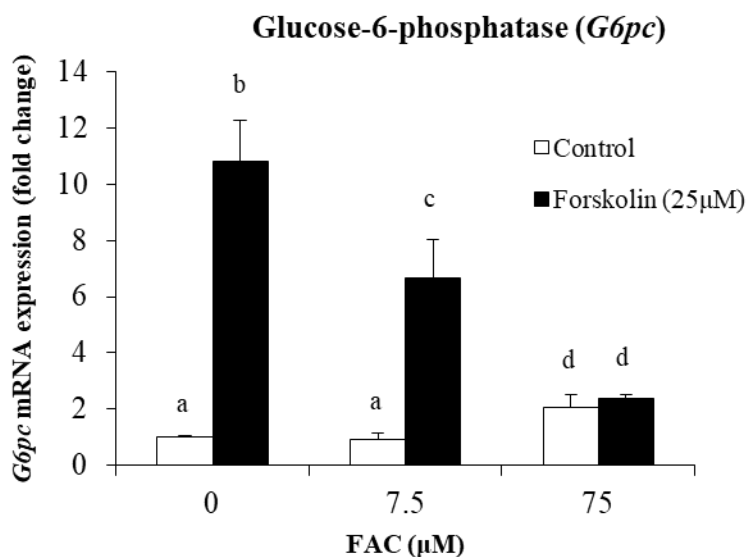 Glucose-6-phosphatase (G6pc)
G6pc mRNA expression (fold change)
14
12
10
8
6
4
2
0
b
c
a
a
d
d
Control
Forskolin (25μM)
0
7.5
75
FAC (μM)